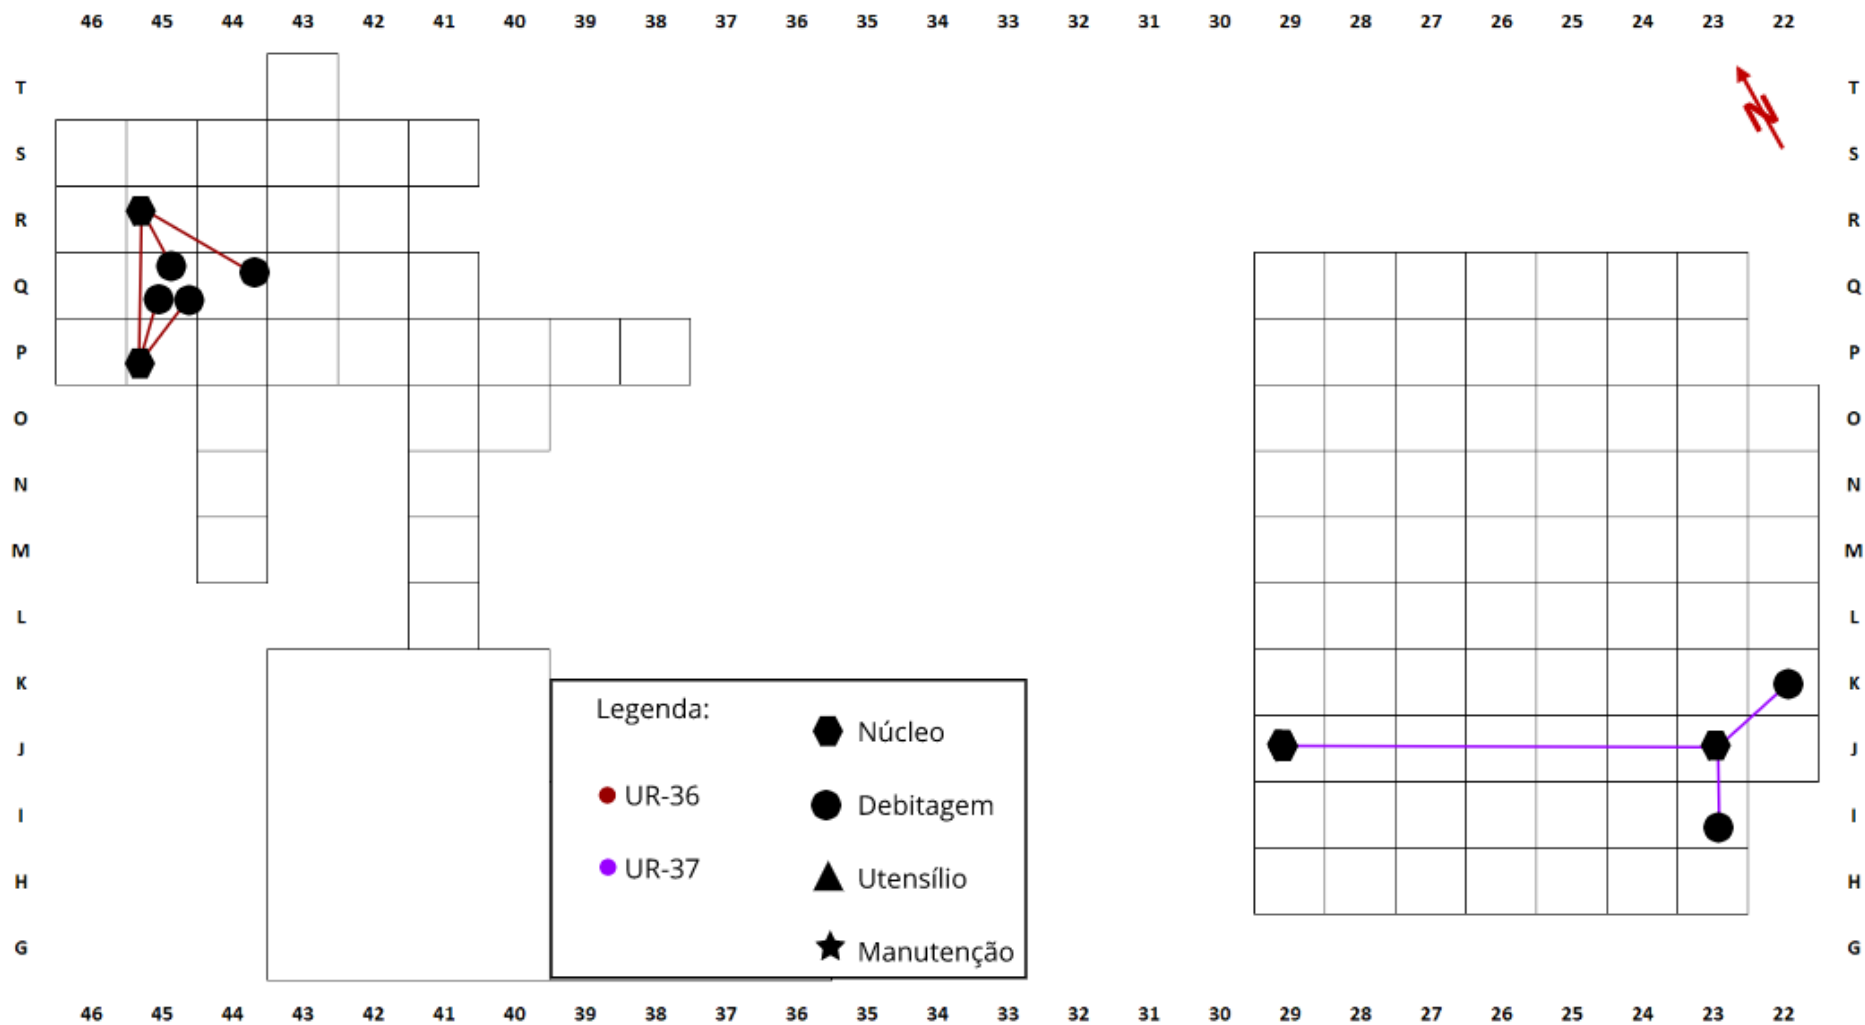 46 45 44 43 42 41 40 39 38 37 36 35 34 33 32 31 30 29 28 27 26 25 24 23 22
T T
N
S S
R R
Q Q
P P
O O
N N
M M
L L
K K
Legenda:
Núcleo
J J
UR-36
Debitagem
I I
UR-37
Utensílio
H H
Manutenção
G G
46 45 44 43 42 41 40 39 38 37 36 35 34 33 32 31 30 29 28 27 26 25 24 23 22